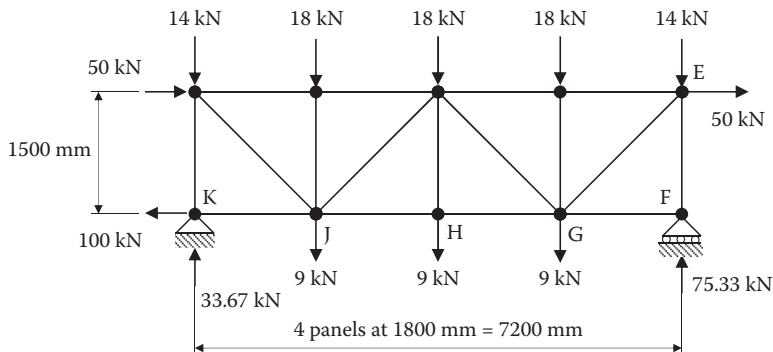 14 kN 18 kN 18 kN 18 kN 14 kN
50 kN
E
50 kN
1500 mm
K
F
100 kN
J
H
G
9 kN 9 kN 9 kN
33.67 kN
75.33 kN
4 panels at 1800 mm = 7200 mm